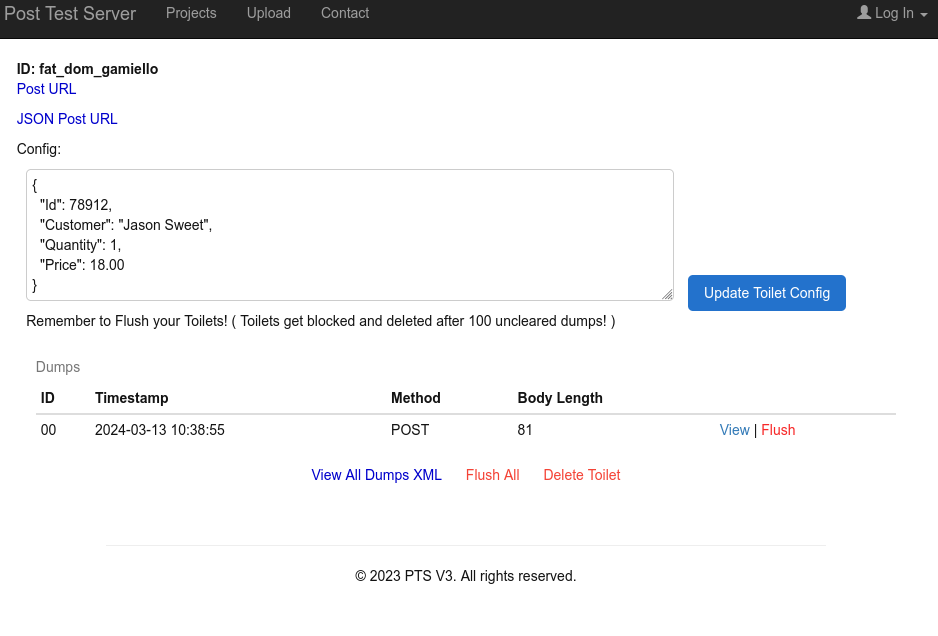 Post Test Server Projects Upload Contact Log In
ID: fat_dom_gamiello
Post URL
JSON Post URL
Config:
{
"Id": 78912,
"Customer": "Jason Sweet",
"Quantity": 1,
"Price": 18.00
}
Update Toilet Config
Remember to Flush your Toilets! ( Toilets get blocked and deleted after 100 uncleared dumps! )
Dumps
ID Timestamp Method Body Length
00 2024-03-13 10:38:55 POST 81 View | Flush
View All Dumps XML Flush All Delete Toilet
© 2023 PTS V3. All rights reserved.